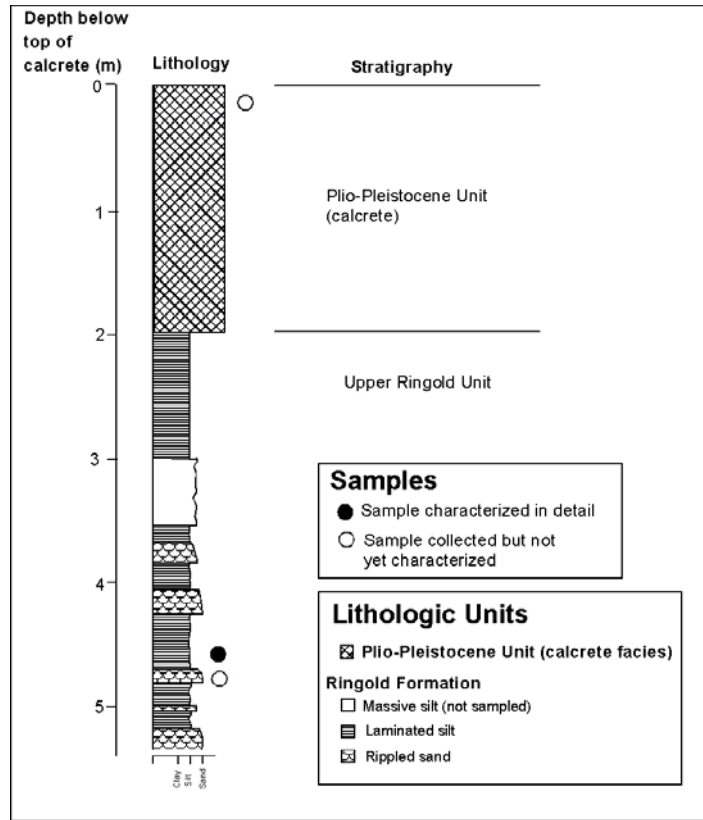 Depth below
top of
calcrete (m)
Lithology
Stratigraphy
0
1
Plio-Pleistocene Unit
(calcrete)
2
Upper Ringold Unit
3
4
5
Clay
Silt
Sand
Samples
Sample characterized in detail
Sample collected but not
yet characterized
Lithologic Units
Plio-Pleistocene Unit (calcrete facies)
Ringold Formation
Massive silt (not sampled)
Laminated silt
Rippled sand